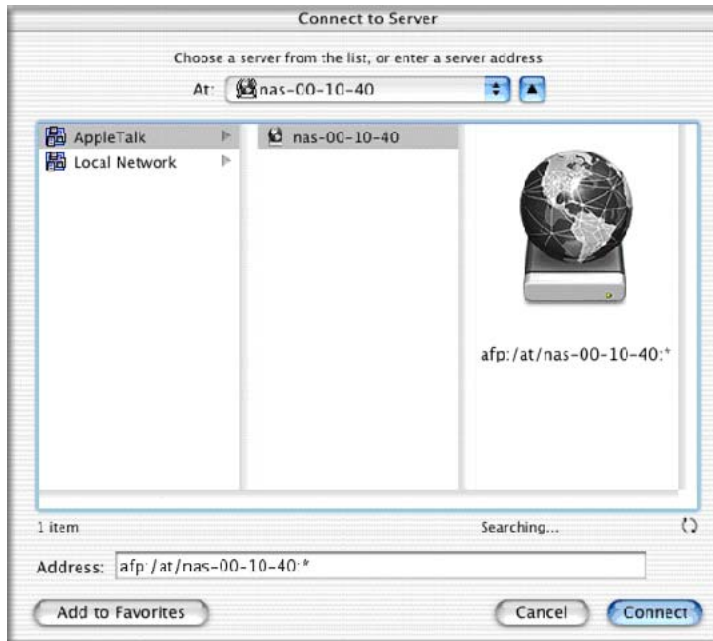 Connect to Server
Choose a server from the list, or enter a server address
At: nas-00-10-40
AppleTalk
Local Network
nas-00-10-40
afp:/at/nas-00-10-40:*
1 item
Searching...
Address: afp:/at/nas-00-10-40:*
Add to Favorites
Cancel
Connect